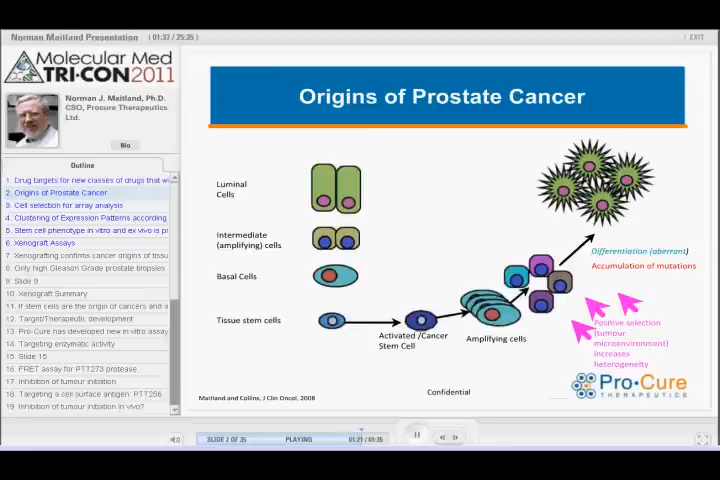 Norman Maitland Presentation ( 01:37 / 25:35 )
EXIT
Molecular Med
TRI-CON 2011
Norman J. Maitland, Ph.D.
CSO, Procure Therapeutics
Ltd.
Bio
Outline
1. Drug targets for new classes of drugs that wi
2. Origins of Prostate Cancer
3. Cell selection for array analysis
4. Clustering of Expression Patterns according
5. Stem cell phenotype in vitro and ex vivo is p
6. Xenograft Assays
7. Xenografting confirms cancer origins of tissu
8. Only high Gleason Grade prostate biopsies
9. Slide 9
10. Xenograft Summary
11. If stem cells are the origin of cancers and a
12. Target/Therapeutic development
13. Pro-Cure has developed new in-vitro assay
14. Targeting enzymatic activity
15. Slide 15
16. FRET assay for PTT273 protease
17. Inhibition of tumour initiation
18. Targeting a cell surface antigen PTT256
19 Inhibition of tumour initiation in vivo?
Origins of Prostate Cancer
Luminal
Cells
Intermediate
(amplifying) cells
Basal Cells
Tissue stem cells
Activated /Cancer
Stem Cell
Amplifying cells
Differentiation (aberrant)
Accumulation of mutations
Positive selection
(tumour
microenvironment)
increases
heterogeneity
Pro-Cure
THERAPEUTICS
Confidential
Maitland and Collins, J Clin Oncol, 2008
SLIDE 2 OF 35 PLAYING 01:21 / 01:35